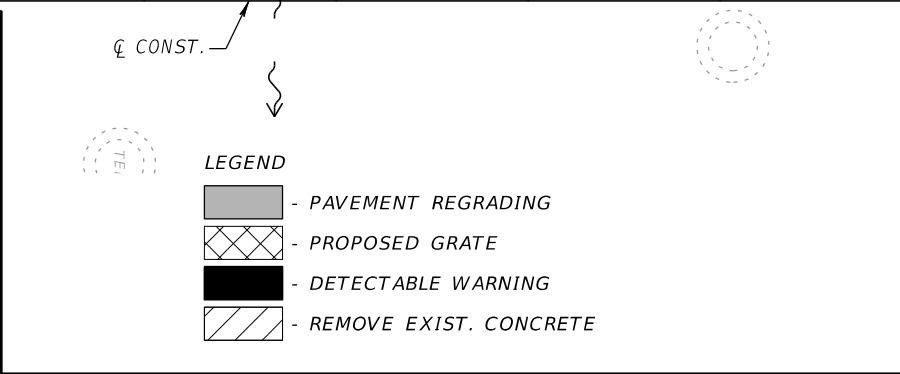 ℄ CONST.
LEGEND
- PAVEMENT REGRADING
- PROPOSED GRATE
- DETECTABLE WARNING
- REMOVE EXIST. CONCRETE